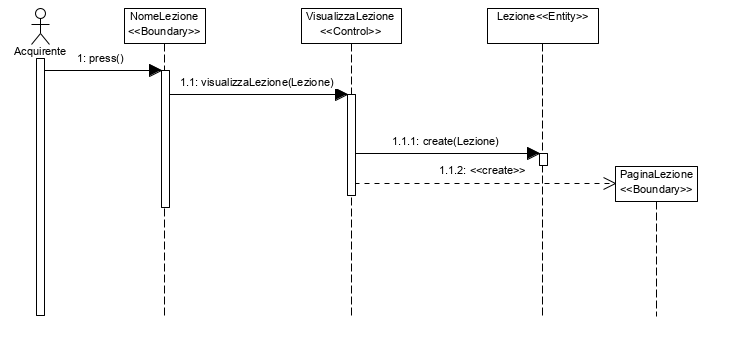 NomeLezione
<<Boundary>>
VisualizzaLezione
<<Control>>
Lezione<<Entity>>
Acquirente
1: press()
1.1: visualizzaLezione(Lezione)
1.1.1: create(Lezione)
1.1.2: <<create>>
PaginaLezione
<<Boundary>>